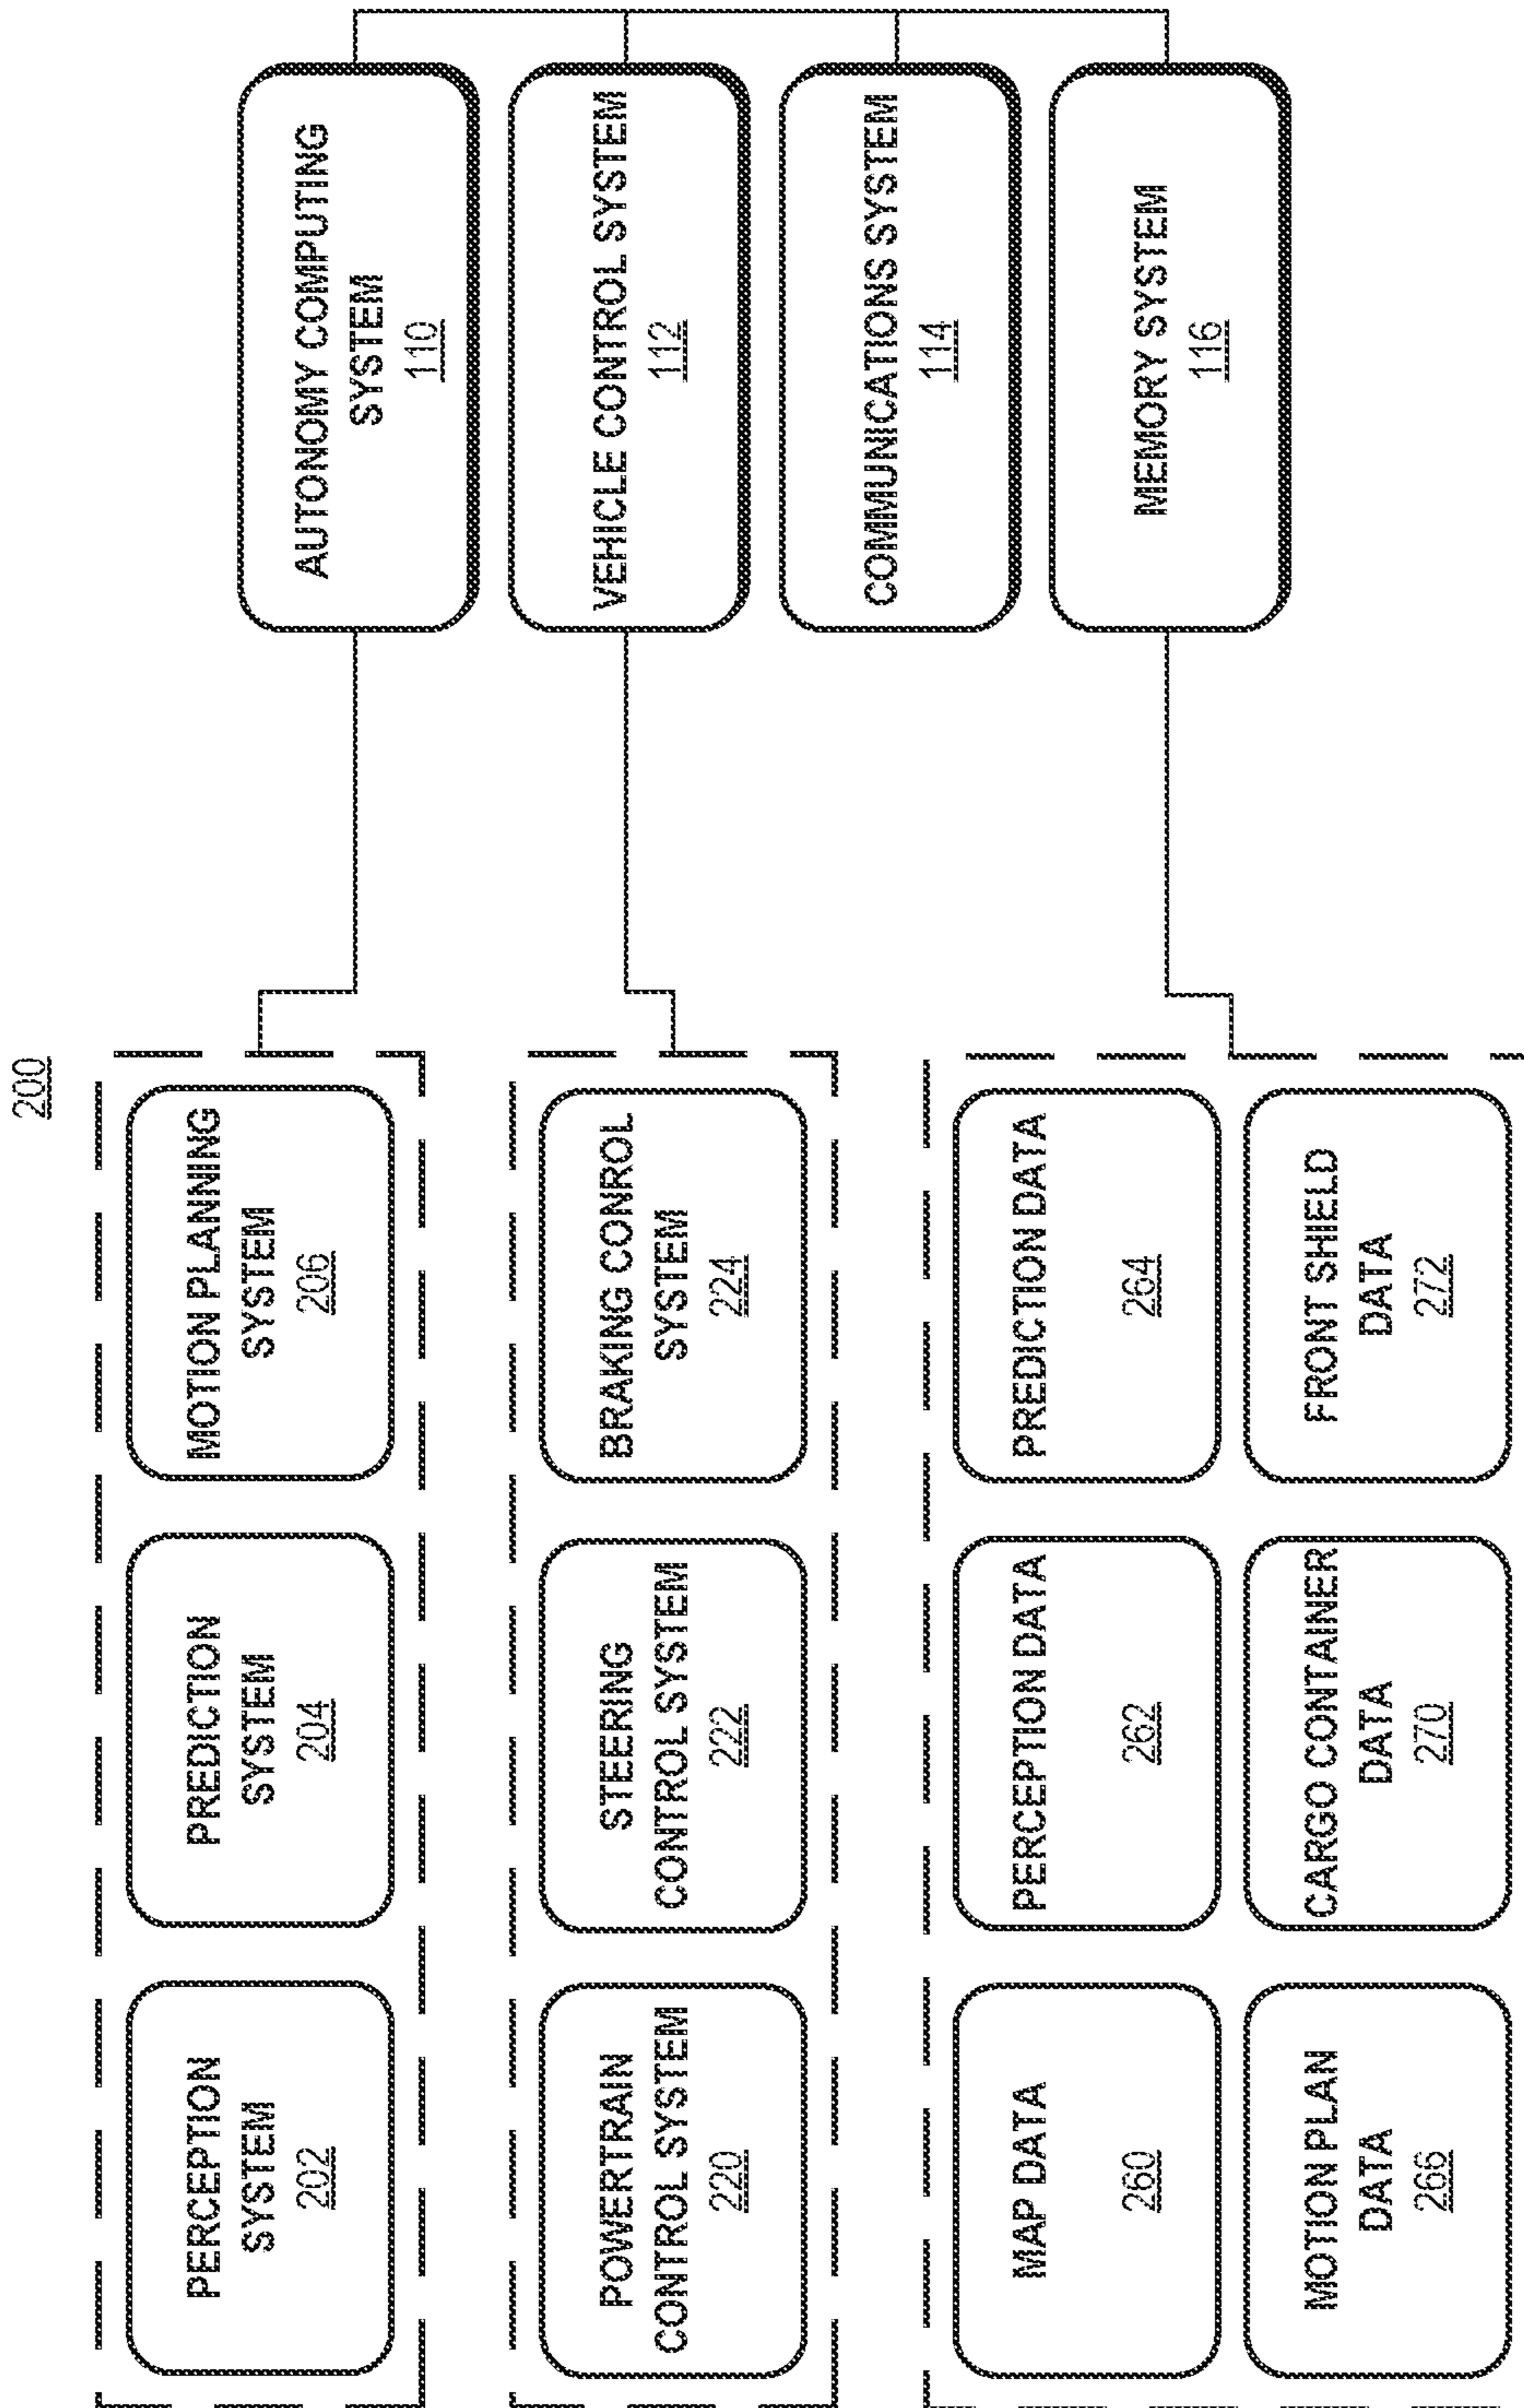 200
PERCEPTION
SYSTEM
202
PREDICTION
SYSTEM
204
MOTION PLANNING
SYSTEM
206
AUTONOMY COMPUTING
SYSTEM
110
POWERTRAIN
CONTROL SYSTEM
220
STEERING
CONTROL SYSTEM
222
BRAKING CONROL
SYSTEM
224
VEHICLE CONTROL SYSTEM
112
COMMUNICATIONS SYSTEM
114
MAP DATA
260
PERCEPTION DATA
262
PREDICTION DATA
264
MEMORY SYSTEM
116
MOTION PLAN
DATA
266
CARGO CONTAINER
DATA
270
FRONT SHIELD
DATA
272